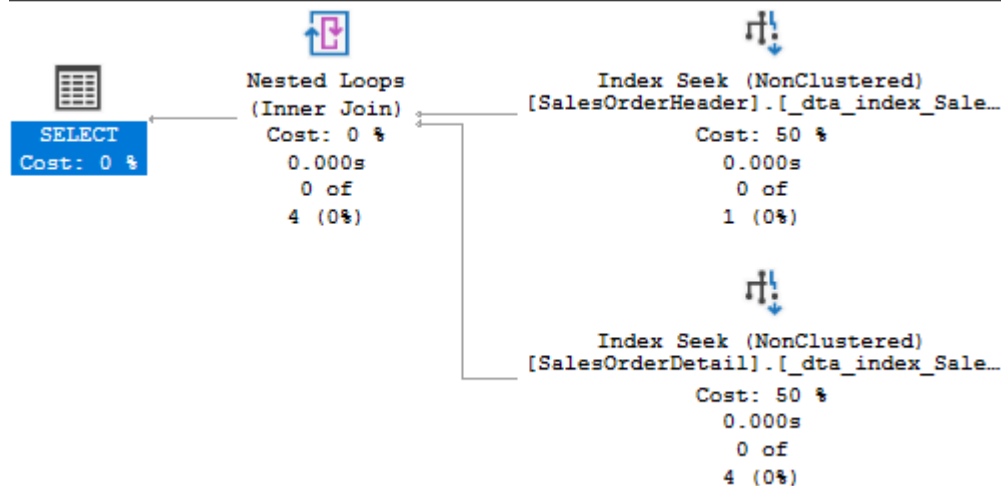 SELECT
Cost: 0 %
Nested Loops
(Inner Join)
Cost: 0 %
0.000s
0 of
4 (0%)
Index Seek (NonClustered)
[SalesOrderHeader].[_dta_index_Sale…
Cost: 50 %
0.000s
0 of
1 (0%)
Index Seek (NonClustered)
[SalesOrderDetail].[_dta_index_Sale…
Cost: 50 %
0.000s
0 of
4 (0%)